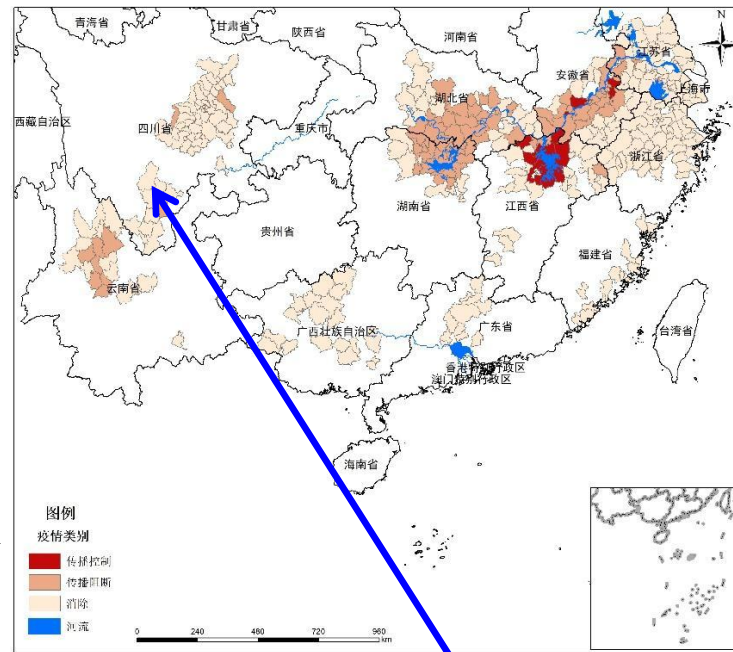 青海省
甘肃省
陕西省
河南省
江苏省
N
安徽省
上海市
湖北省
西藏自治区
四川省
重庆市
浙江省
湖南省
江西省
贵州省
福建省
云南省
广西壮族自治区
广东省
台湾省
香港特别行政区
澳门特别行政区
海南省
图例
疫情类别
传播控制
传播阻断
消除
河流
0 240 480 720 960
km